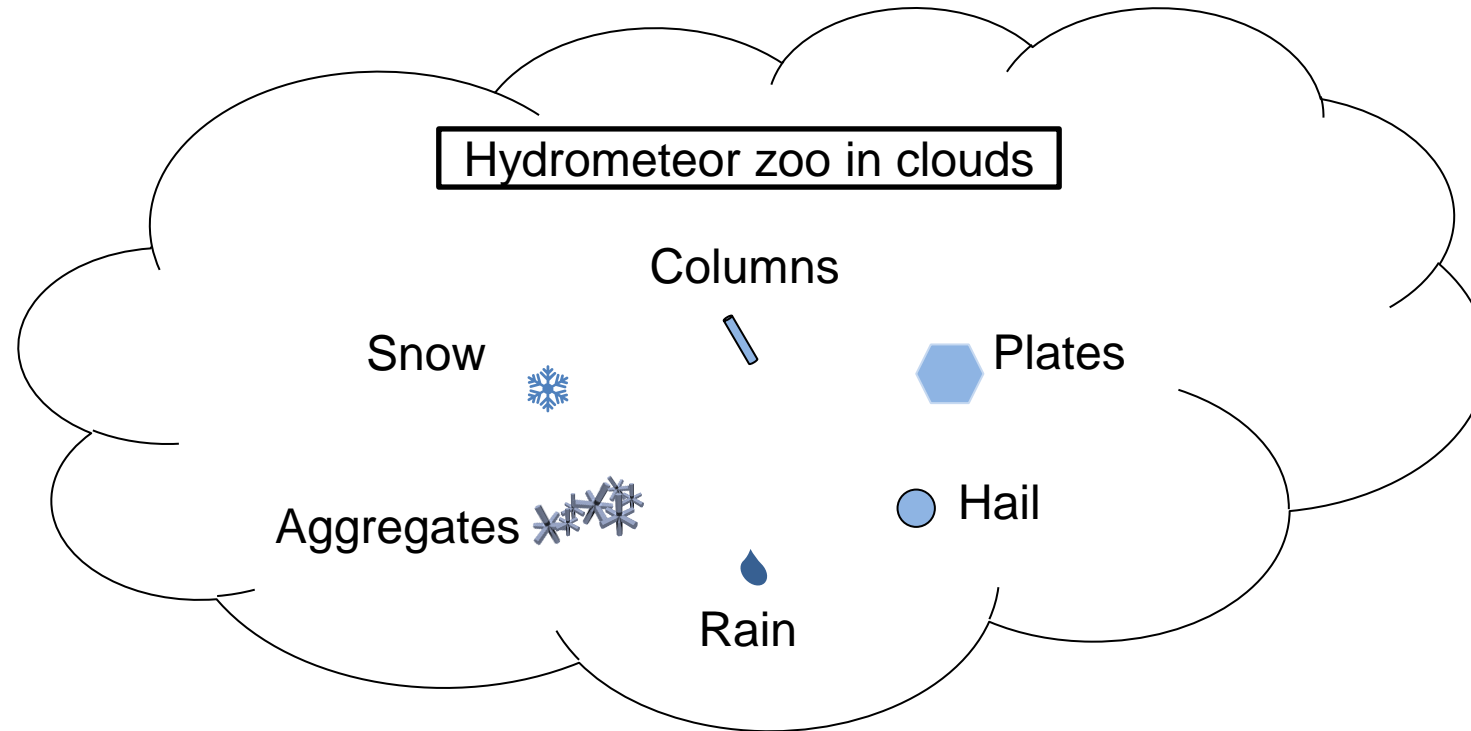 Hydrometeor zoo in clouds
Columns
Snow
Plates
Aggregates
Hail
Rain